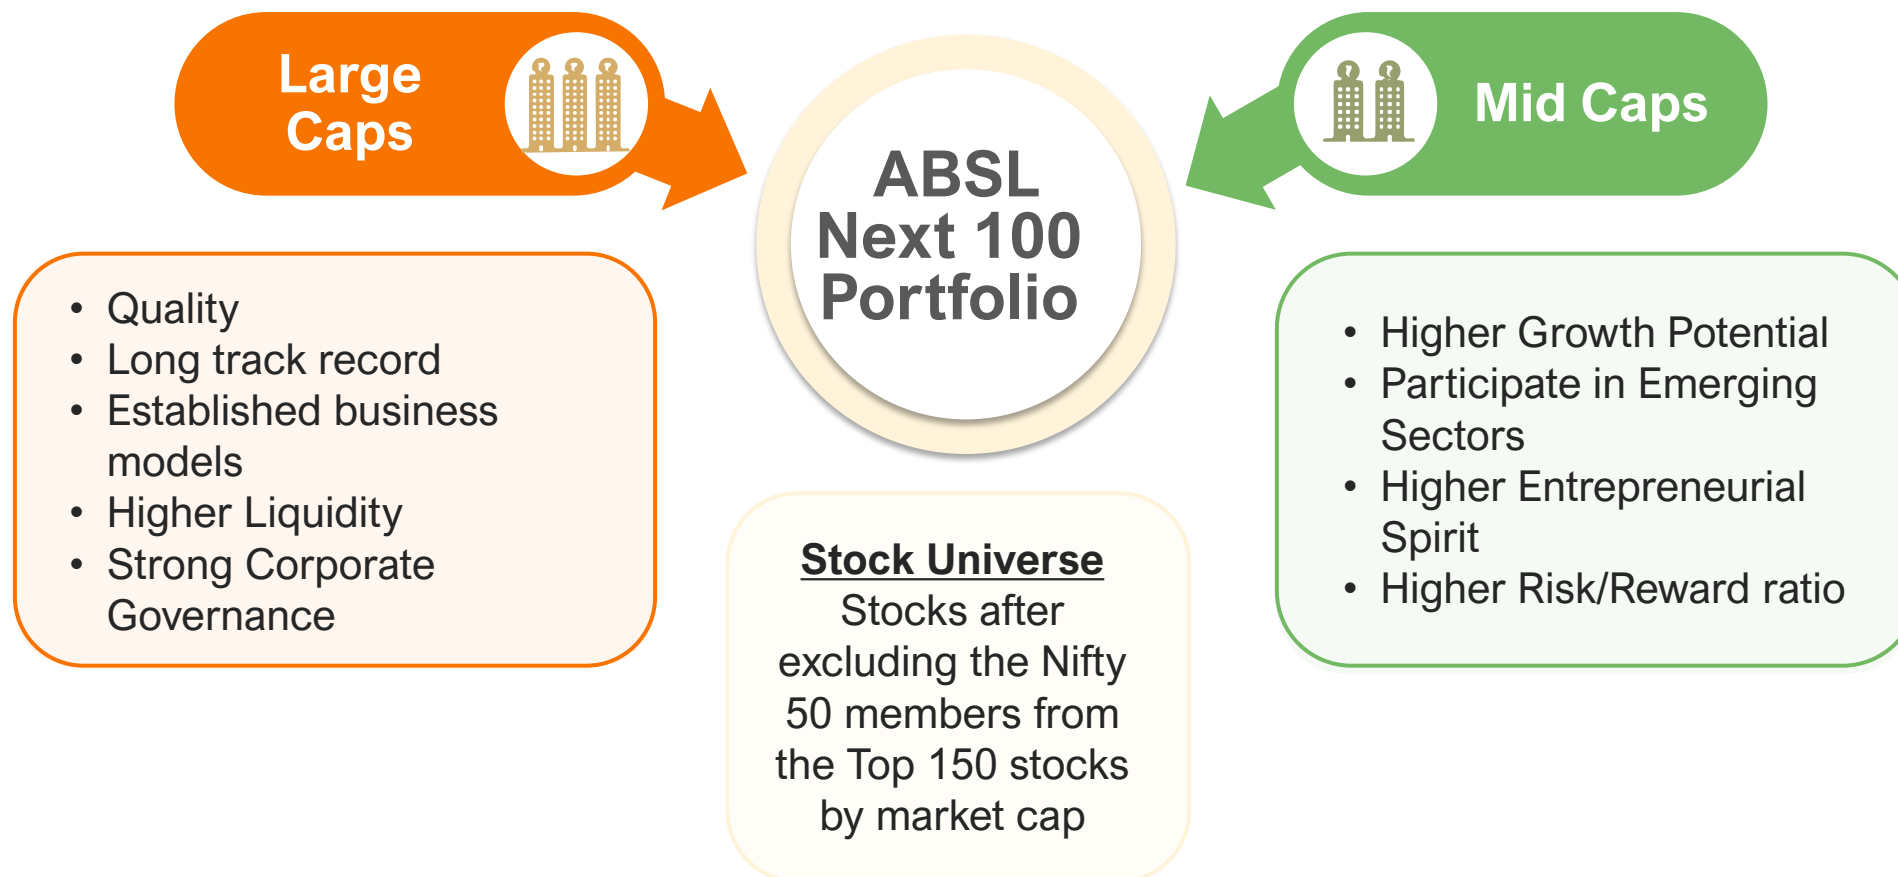 Large
Caps
ABSL
Next 100
Portfolio
Mid Caps
• Quality
• Long track record
• Established business
models
• Higher Liquidity
• Strong Corporate
Governance
Stock Universe
Stocks after
excluding the Nifty
50 members from
the Top 150 stocks
by market cap
• Higher Growth Potential
• Participate in Emerging
Sectors
• Higher Entrepreneurial
Spirit
• Higher Risk/Reward ratio